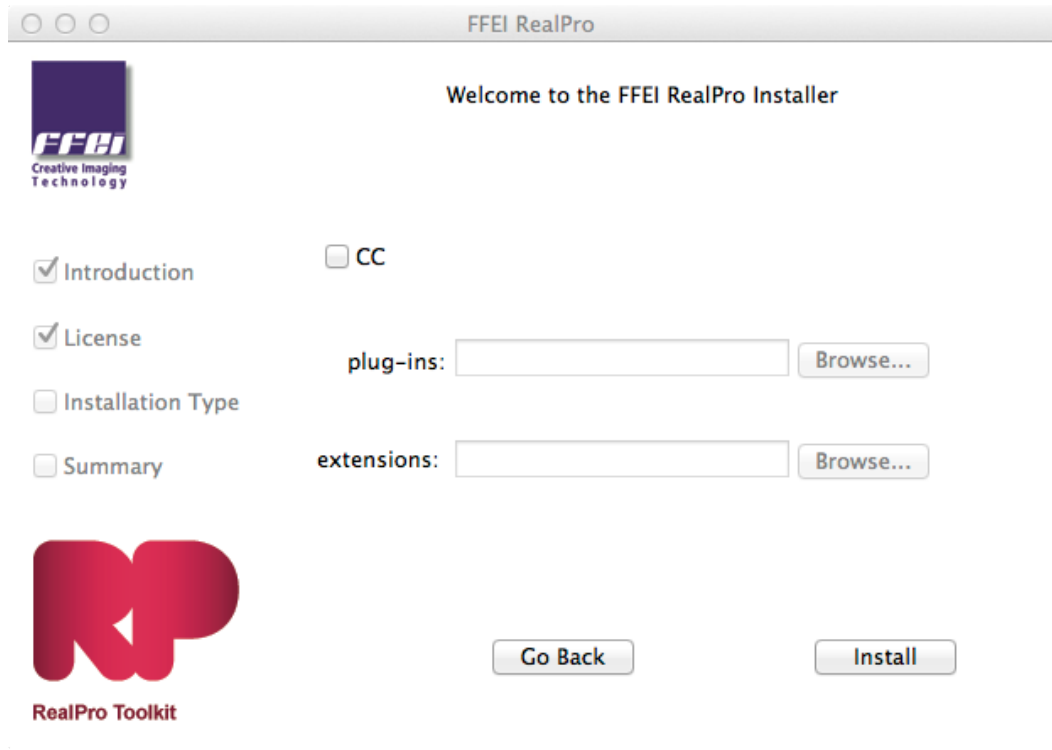 FFEI RealPro
FFEi
Creative Imaging
Technology
Welcome to the FFEI RealPro Installer
CC
Introduction
License
Installation Type
Summary
plug-ins:
Browse...
extensions:
Browse...
RP
RealPro Toolkit
Go Back
Install